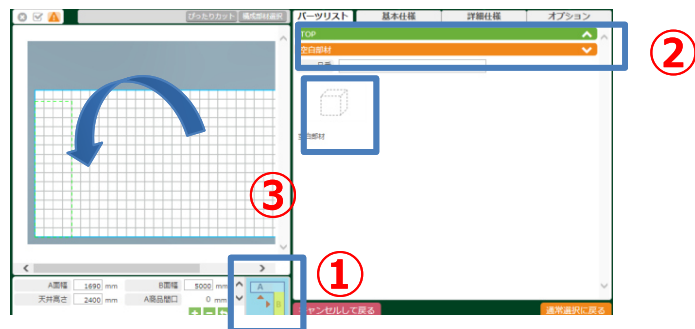 ぴったりカット 構成部材選択
パーツリスト 基本仕様 詳細仕様 オプション
TOP
空白部材
品番
②
空白部材
③
①
A面幅 1690 mm B面幅 5000 mm
天井高さ 2400 mm A商品間口 0 mm
A
B
キャンセルして戻る
通常選択に戻る